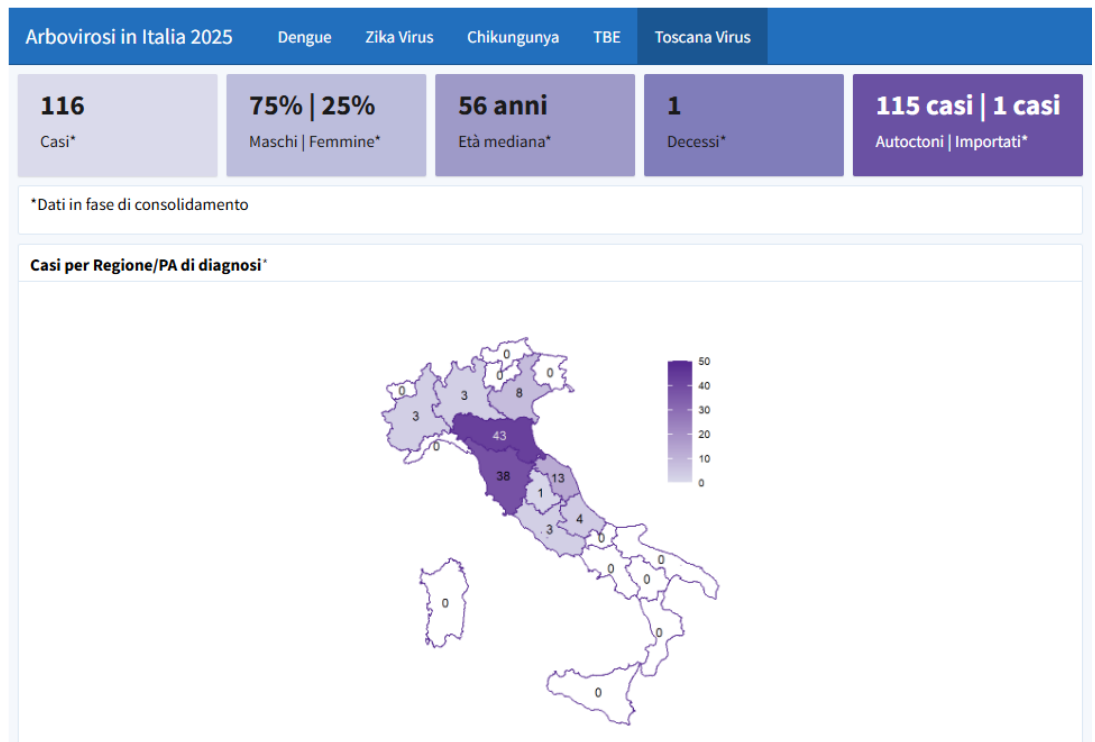 Arbovirosi in Italia 2025 Dengue Zika Virus Chikungunya TBE Toscana Virus
116 75% | 25% 56 anni 1 115 casi | 1 casi
Casi* Maschi | Femmine* Età mediana* Decessi* Autoctoni | Importati*
*Dati in fase di consolidamento
Casi per Regione/PA di diagnosi*
0
0 0 0
3 3 8
43
0
38 13
1
3 4
0
0 0 0
0
0
0
50
40
30
20
10
0